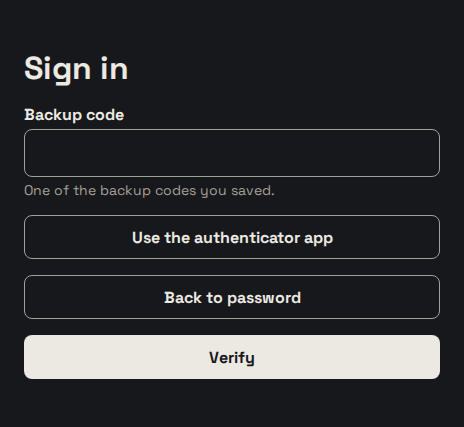 Sign in
Backup code
One of the backup codes you saved.
Use the authenticator app
Back to password
Verify